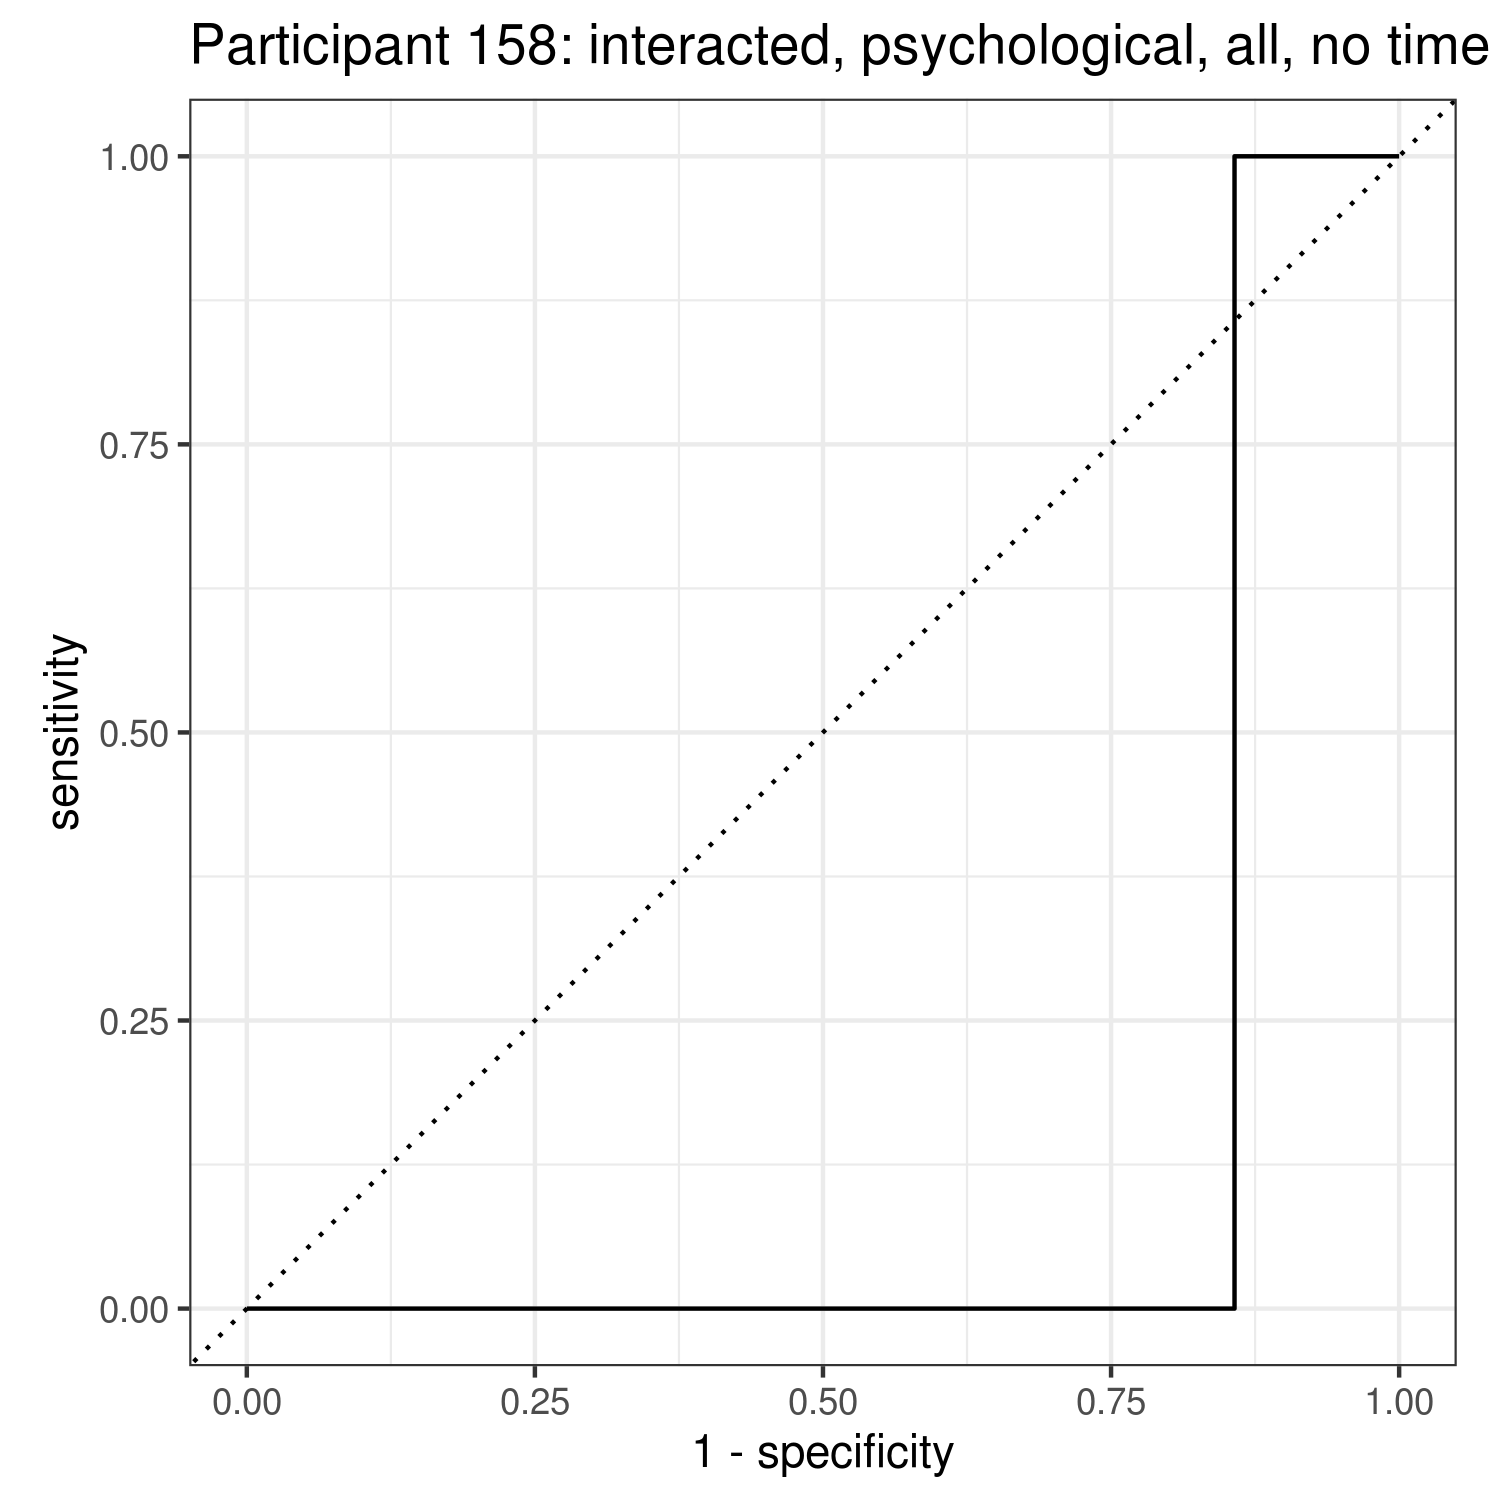 Participant 158: interacted, psychological, all, no time
1.00
0.75
0.50
0.25
0.00
sensitivity
0.00 0.25 0.50 0.75 1.00
1 - specificity